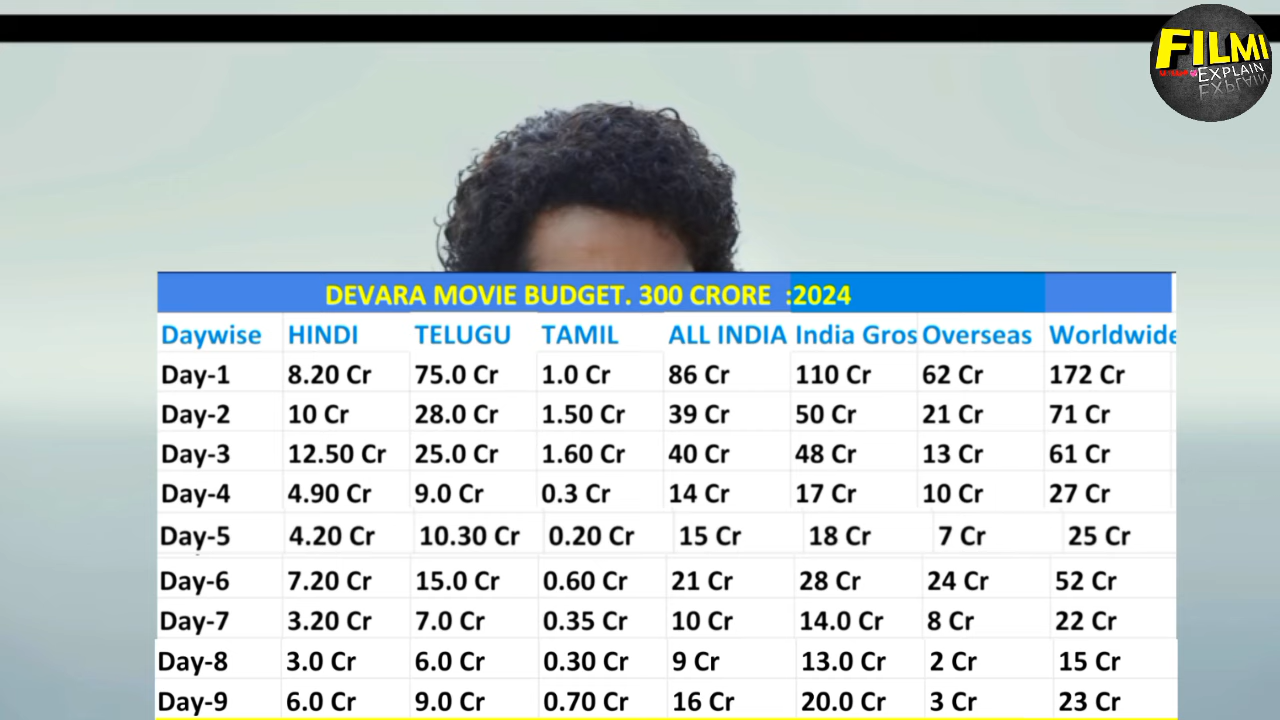 FILMI
EXPLAIN
DEVARA MOVIE BUDGET. 300 CRORE :2024
Daywise HINDI TELUGU TAMIL ALL INDIA India Gros Overseas Worldwide
Day-1 8.20 Cr 75.0 Cr 1.0 Cr 86 Cr 110 Cr 62 Cr 172 Cr
Day-2 10 Cr 28.0 Cr 1.50 Cr 39 Cr 50 Cr 21 Cr 71 Cr
Day-3 12.50 Cr 25.0 Cr 1.60 Cr 40 Cr 48 Cr 13 Cr 61 Cr
Day-4 4.90 Cr 9.0 Cr 0.3 Cr 14 Cr 17 Cr 10 Cr 27 Cr
Day-5 4.20 Cr 10.30 Cr 0.20 Cr 15 Cr 18 Cr 7 Cr 25 Cr
Day-6 7.20 Cr 15.0 Cr 0.60 Cr 21 Cr 28 Cr 24 Cr 52 Cr
Day-7 3.20 Cr 7.0 Cr 0.35 Cr 10 Cr 14.0 Cr 8 Cr 22 Cr
Day-8 3.0 Cr 6.0 Cr 0.30 Cr 9 Cr 13.0 Cr 2 Cr 15 Cr
Day-9 6.0 Cr 9.0 Cr 0.70 Cr 16 Cr 20.0 Cr 3 Cr 23 Cr